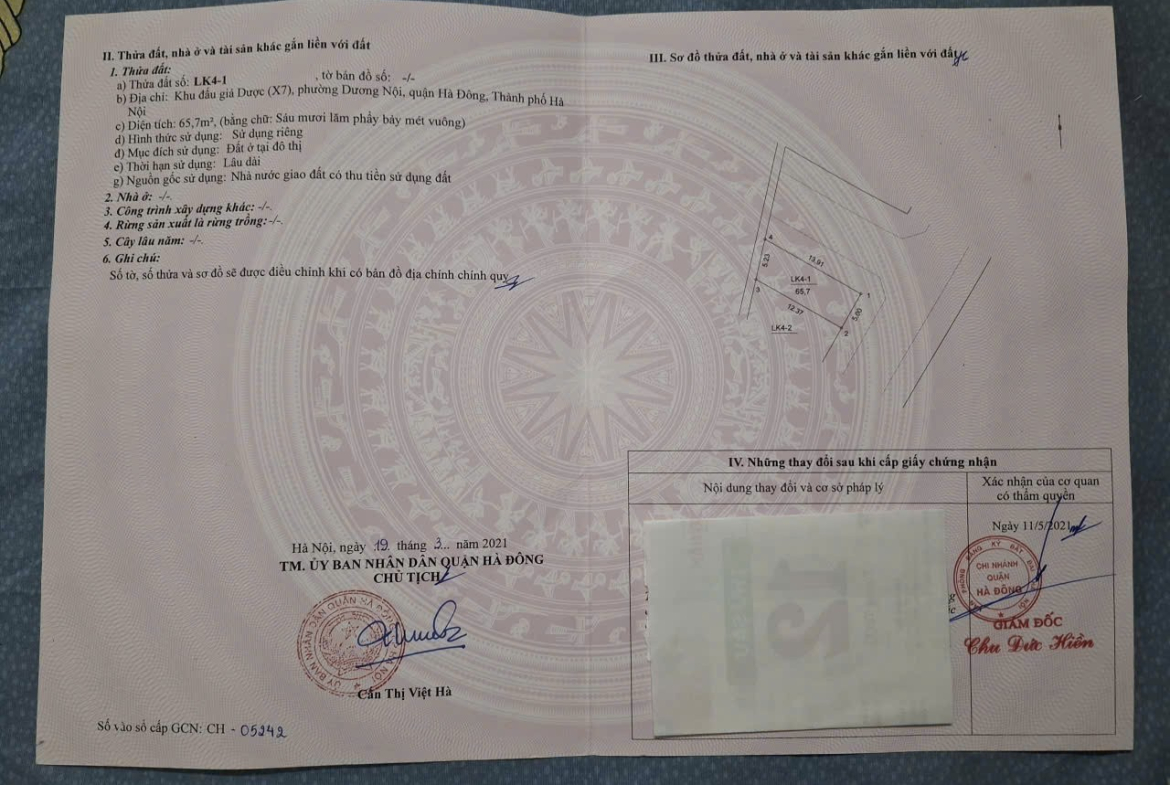 II. Thửa đất, nhà ở và tài sản khác gắn liền với đất
1. Thửa đất:
a) Thửa đất số: LK4-1 , tờ bản đồ số: -/-
b) Địa chỉ: Khu đấu giá Dược (X7), phường Dương Nội, quận Hà Đông, Thành phố Hà
Nội
c) Diện tích: 65,7m², (bằng chữ: Sáu mươi lăm phẩy bảy mét vuông)
d) Hình thức sử dụng: Sử dụng riêng
đ) Mục đích sử dụng: Đất ở tại đô thị
e) Thời hạn sử dụng: Lâu dài
g) Nguồn gốc sử dụng: Nhà nước giao đất có thu tiền sử dụng đất
2. Nhà ở: -/-.
3. Công trình xây dựng khác: -/-.
4. Rừng sản xuất là rừng trồng: -/-.
5. Cây lâu năm: -/-.
6. Ghi chú:
Số tờ, số thửa và sơ đồ sẽ được điều chỉnh khi có bản đồ địa chính chính quy
Hà Nội, ngày 19 tháng 3... năm 2021
TM. ỦY BAN NHÂN DÂN QUẬN HÀ ĐÔNG
CHỦ TỊCH
ỦY BAN NHÂN DÂN QUẬN HÀ ĐÔNG
Cấn Thị Việt Hà
Số vào sổ cấp GCN: CH - 05242
III. Sơ đồ thửa đất, nhà ở và tài sản khác gắn liền với đất
4
13,91
5,23
LK4-1
65,7
1
3
12,37
5,00
2
LK4-2
IV. Những thay đổi sau khi cấp giấy chứng nhận
Nội dung thay đổi và cơ sở pháp lý
Xác nhận của cơ quan
có thẩm quyền
Ngày 11/5/2021
CHI NHÁNH
QUẬN
HÀ ĐÔNG
GIÁM ĐỐC
Chu Đức Hiền